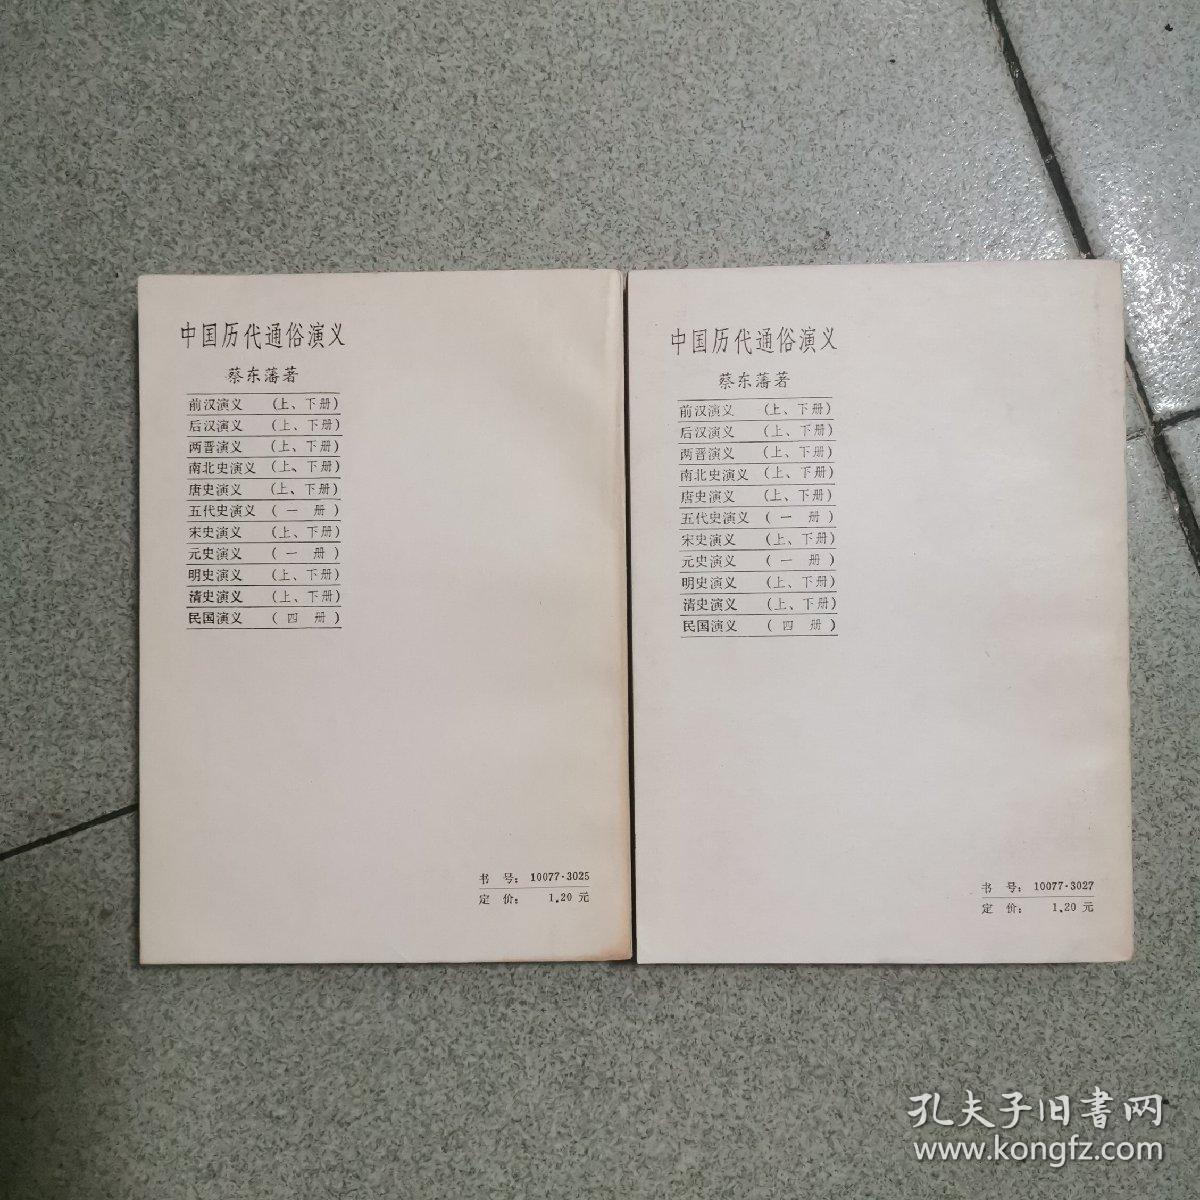 中国历代通俗演义
蔡东藩著
前汉演义 (上、下册)
后汉演义 (上、下册)
两晋演义 (上、下册)
南北史演义 (上、下册)
唐史演义 (上、下册)
五代史演义 (一 册)
宋史演义 (上、下册)
元史演义 (一 册)
明史演义 (上、下册)
清史演义 (上、下册)
民国演义 (四 册)
书 号: 10077·3025
定 价: 1.20 元
中国历代通俗演义
蔡东藩著
前汉演义 (上、下册)
后汉演义 (上、下册)
两晋演义 (上、下册)
南北史演义 (上、下册)
唐史演义 (上、下册)
五代史演义 (一 册)
宋史演义 (上、下册)
元史演义 (一 册)
明史演义 (上、下册)
清史演义 (上、下册)
民国演义 (四 册)
书 号: 10077·3027
定 价: 1.20 元
孔夫子旧書网
www.kongfz.com